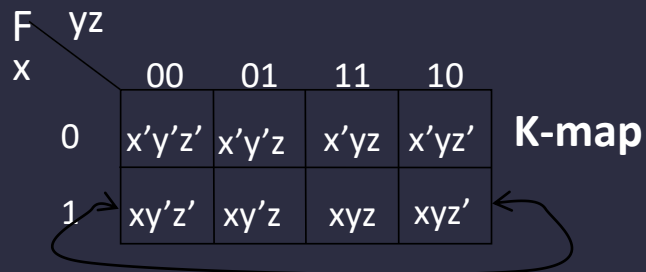 F yz
x
00 01 11 10
0 x’y’z’ x’y’z x’yz x’yz’ K-map
1 xy’z’ xy’z xyz xyz’